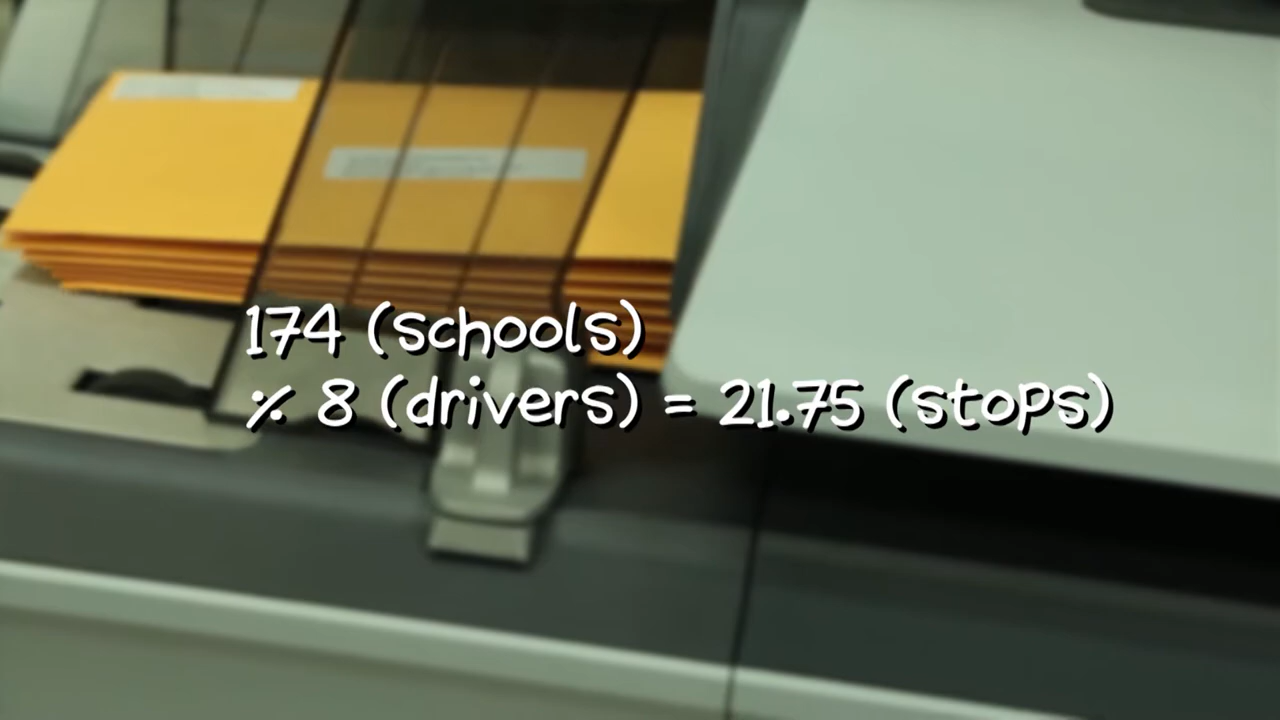 174 (schools)
٪ 8 (drivers) = 21.75 (stops)